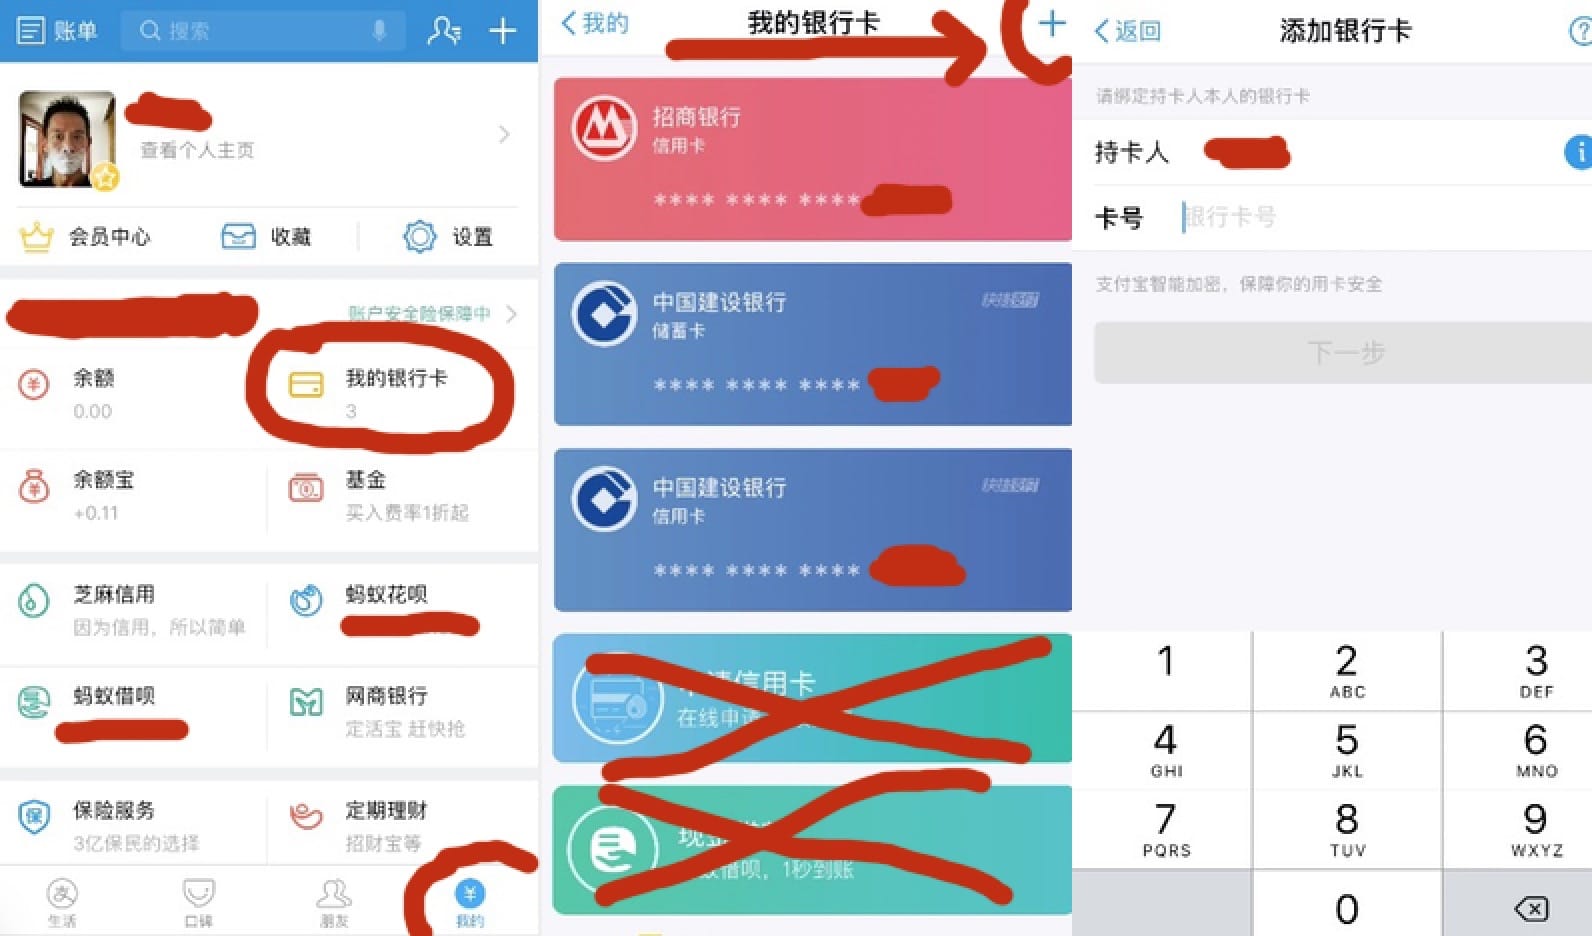 账单
搜索
查看个人主页
会员中心
收藏
设置
账户安全险保障中
余额
0.00
我的银行卡
3
余额宝
+0.11
基金
买入费率1折起
芝麻信用
因为信用，所以简单
蚂蚁花呗
蚂蚁借呗
网商银行
定活宝 赶快抢
保险服务
3亿保民的选择
定期理财
招财宝等
生活
口碑
朋友
我的
我的
我的银行卡
招商银行
信用卡
**** **** ****
中国建设银行
储蓄卡
**** **** ****
中国建设银行
信用卡
**** **** ****
请信用卡
在线申请
现金
借呗，1秒到账
返回
添加银行卡
请绑定持卡人本人的银行卡
持卡人
卡号
银行卡号
支付宝智能加密，保障你的用卡安全
下一步
1
2
ABC
3
DEF
4
GHI
5
JKL
6
MNO
7
PQRS
8
TUV
9
WXYZ
0